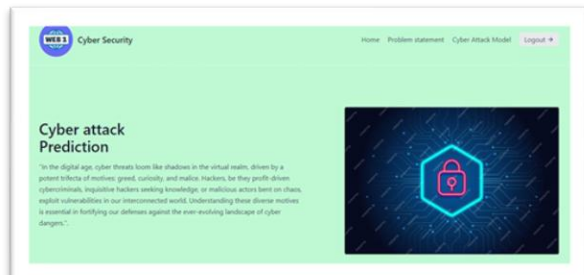 WEB 3 Cyber Security Home Problem statement Cyber Attack Model Logout →
Cyber attack
Prediction
"In the digital age, cyber threats loom like shadows in the virtual realm, driven by a
potent trifecta of motives: greed, curiosity, and malice. Hackers, be they profit-driven
cybercriminals, inquisitive hackers seeking knowledge, or malicious actors bent on chaos,
exploit vulnerabilities in our interconnected world. Understanding these diverse motives
is essential in fortifying our defenses against the ever-evolving landscape of cyber
dangers.".